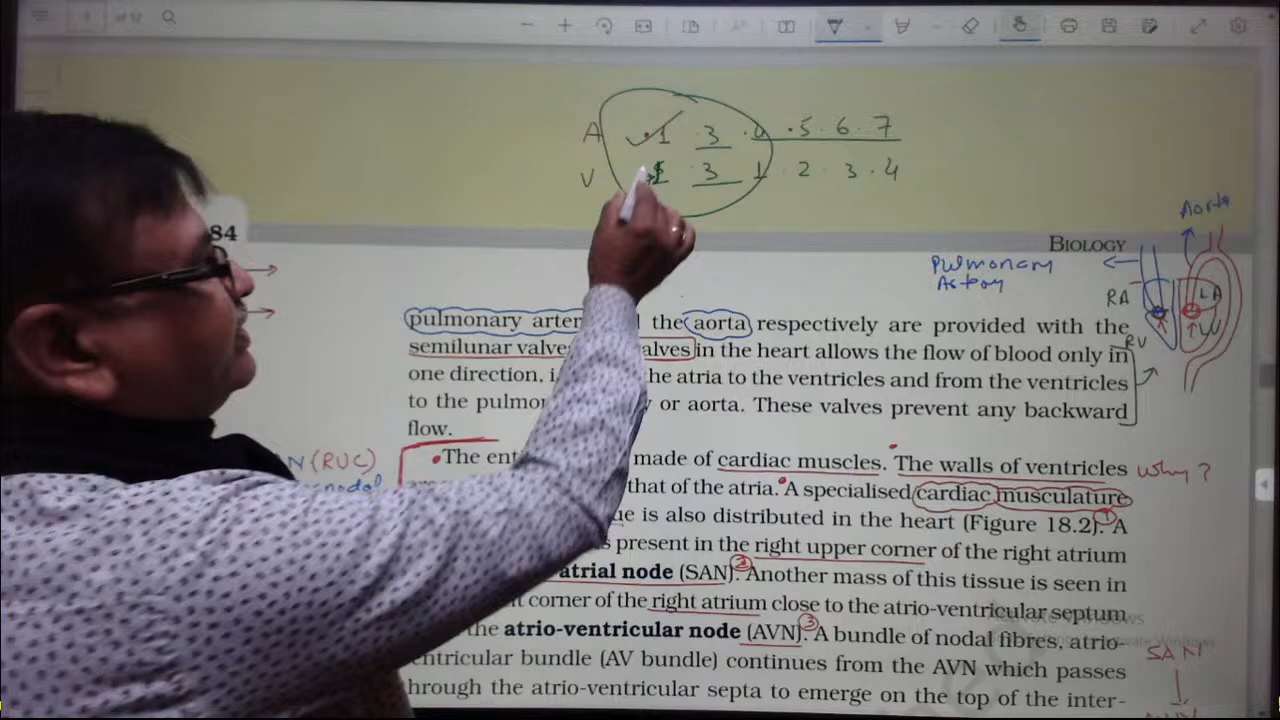 A 1 3 5 6 7
V 3 1 2 3 4
Aorta
84
BIOLOGY
Pulmonary
RA
LA
RV
LV
pulmonary arter the aorta respectively are provided with the
semilunar valve alves in the heart allows the flow of blood only in
one direction, i the atria to the ventricles and from the ventricles
to the pulmon y or aorta. These valves prevent any backward
flow.
N (RUC)
nodal
The ent made of cardiac muscles. The walls of ventricles why?
that of the atria. A specialised cardiac musculature
ue is also distributed in the heart (Figure 18.2). A
s present in the right upper corner of the right atrium
atrial node (SAN). Another mass of this tissue is seen in
t corner of the right atrium close to the atrio-ventricular septum
the atrio-ventricular node (AVN). A bundle of nodal fibres, atrio-
entricular bundle (AV bundle) continues from the AVN which passes
hrough the atrio-ventricular septa to emerge on the top of the inter-
SAN